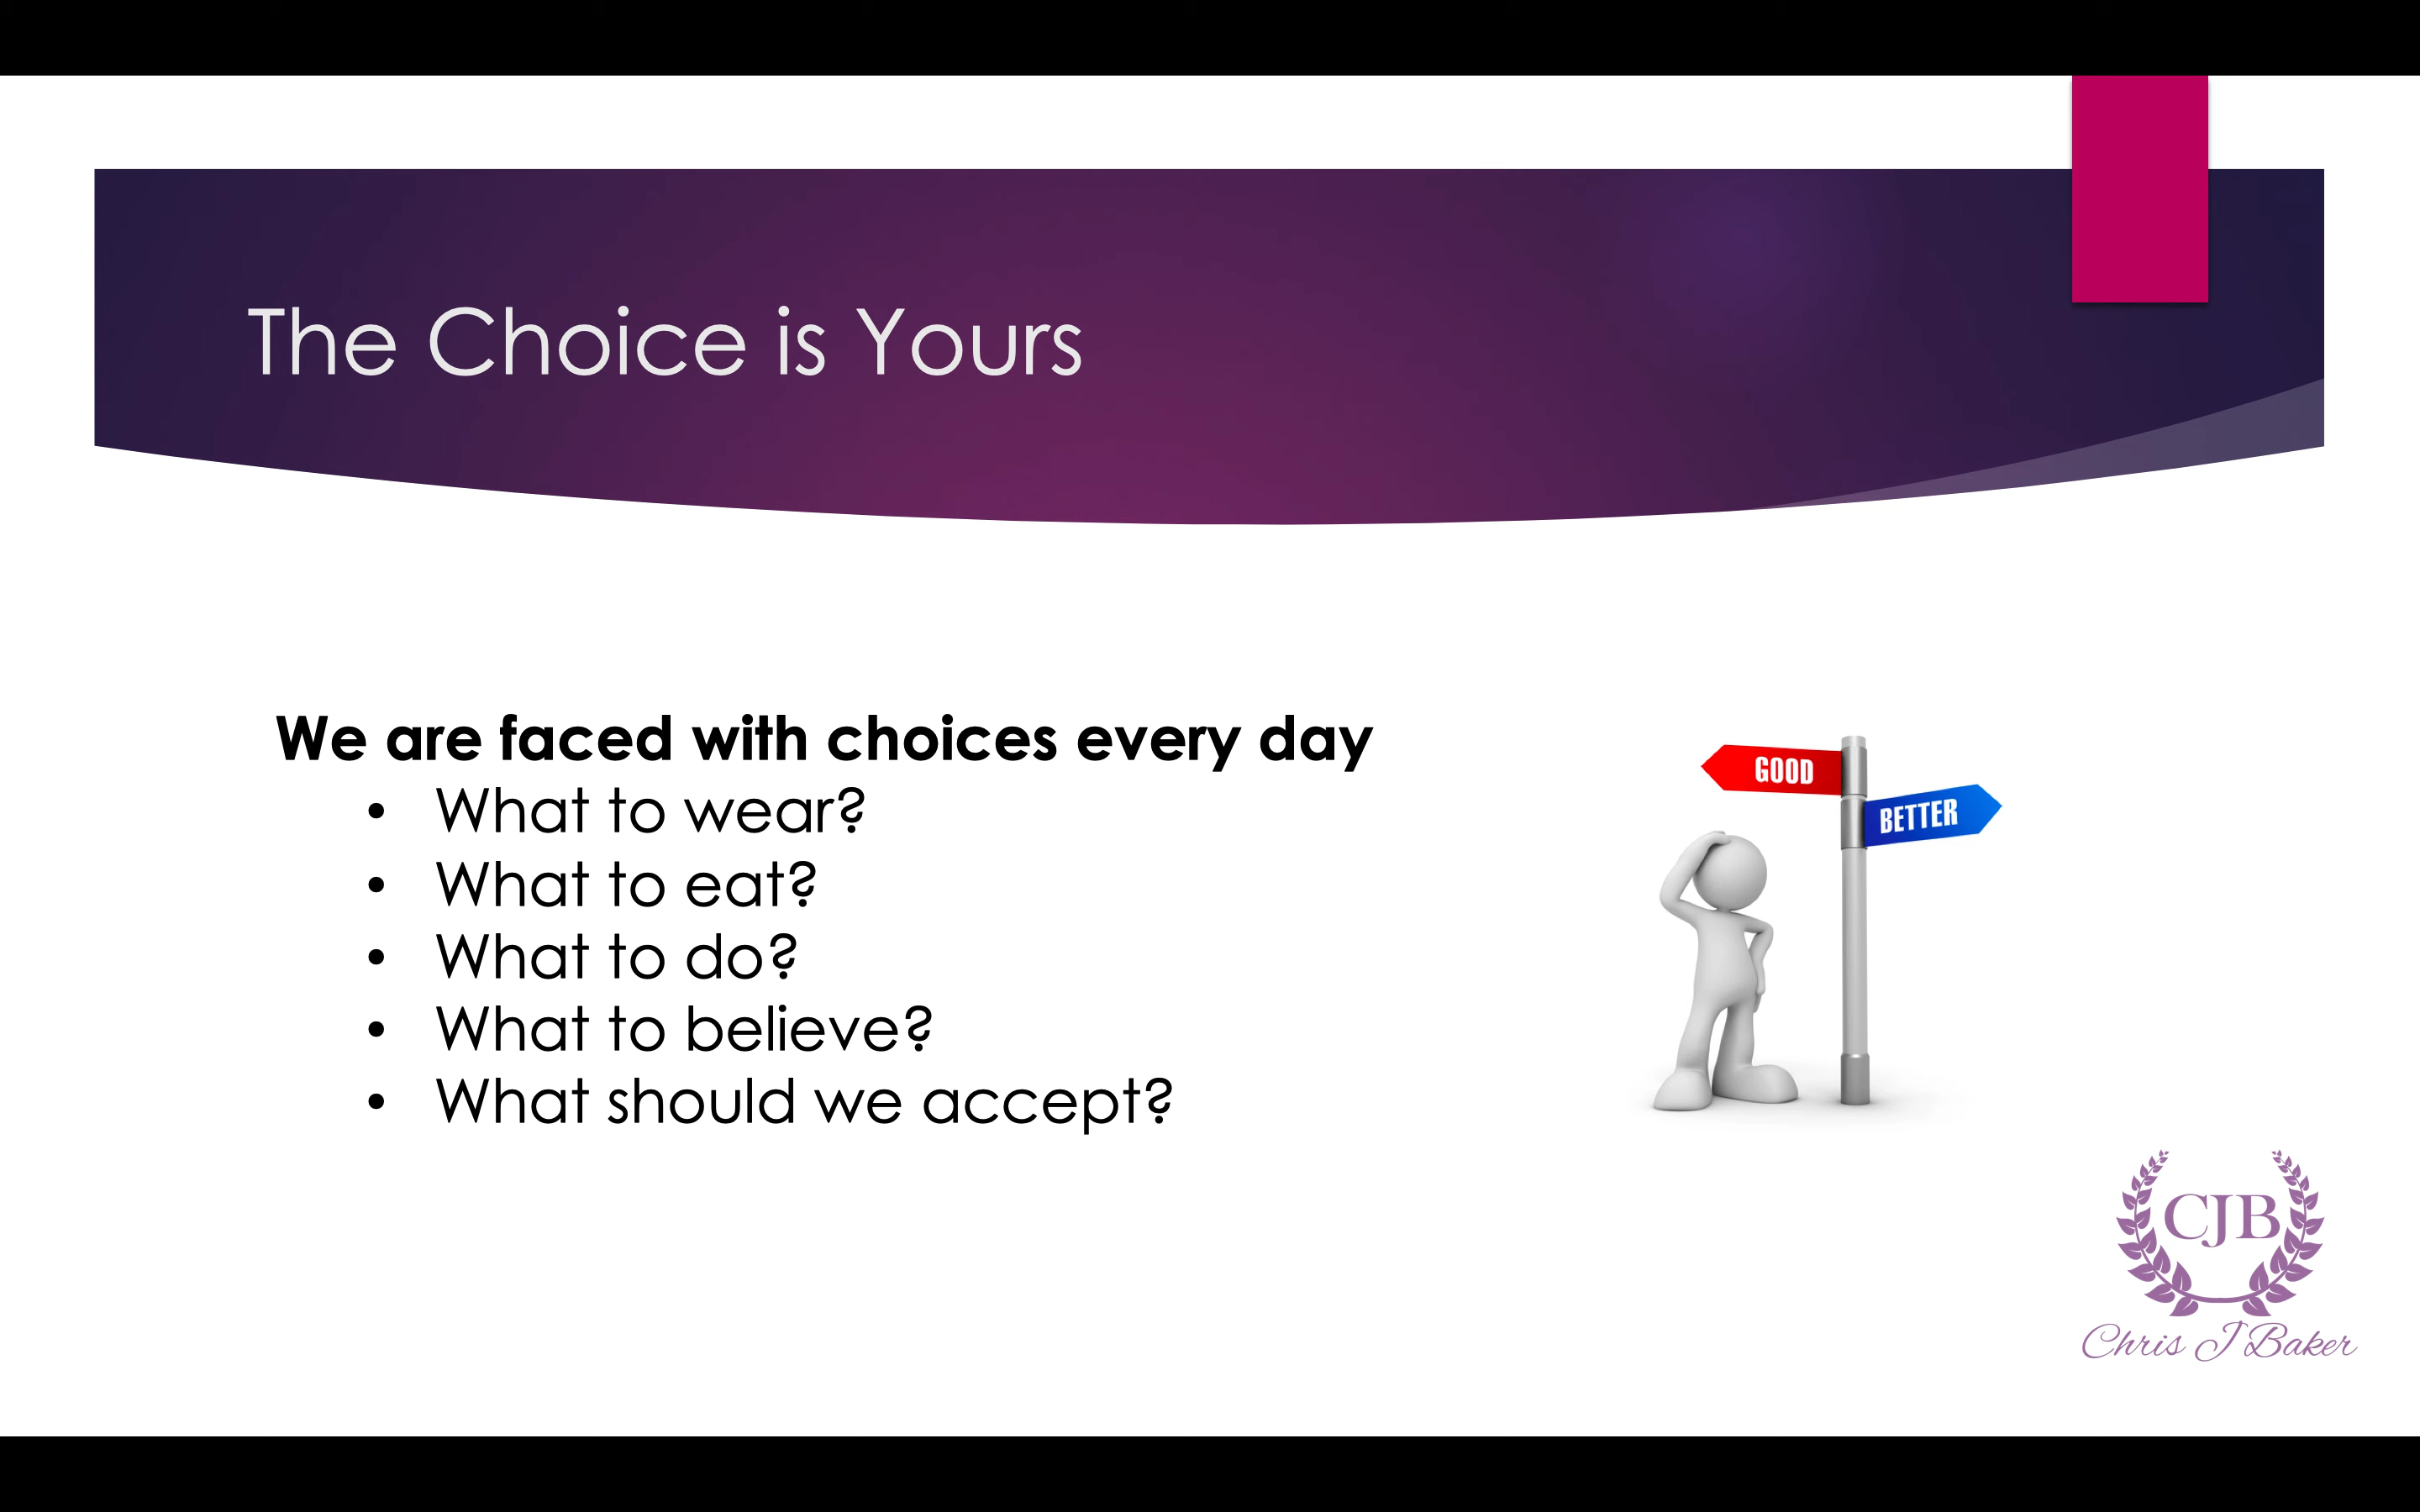 The Choice is Yours
We are faced with choices every day
• What to wear?
• What to eat?
• What to do?
• What to believe?
• What should we accept?
GOOD
BETTER
CJB
Chris J Baker